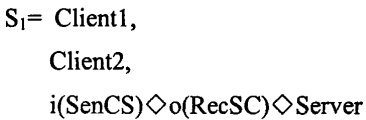 S₁= Client1,
Client2,
i(SenCS)◇o(RecSC)◇Server